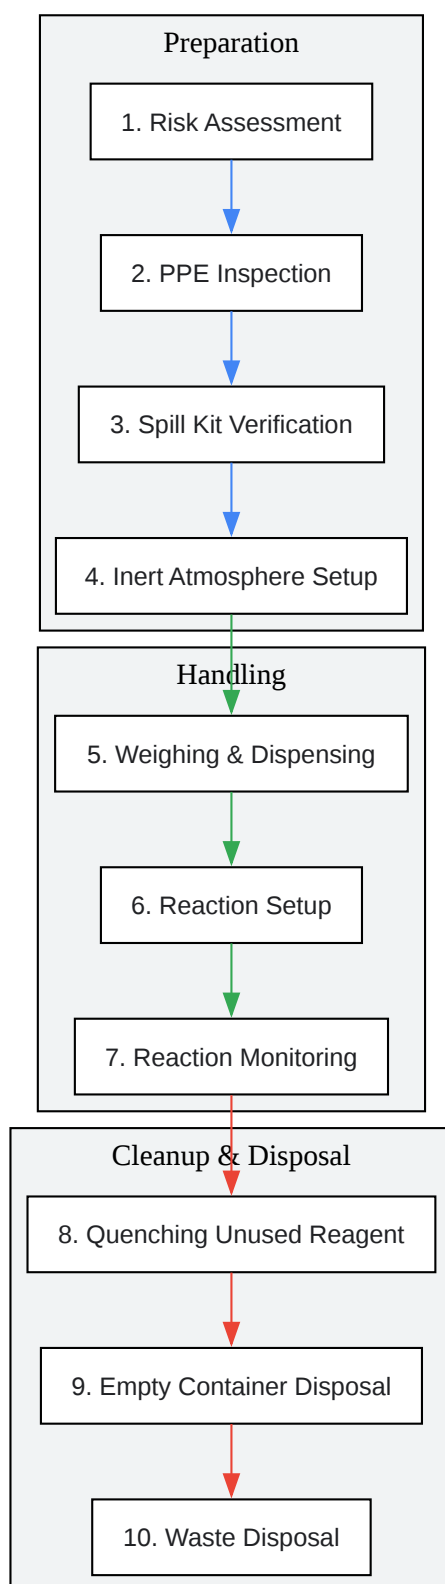 Preparation
1. Risk Assessment
2. PPE Inspection
3. Spill Kit Verification
4. Inert Atmosphere Setup
Handling
5. Weighing & Dispensing
6. Reaction Setup
7. Reaction Monitoring
Cleanup & Disposal
8. Quenching Unused Reagent
9. Empty Container Disposal
10. Waste Disposal